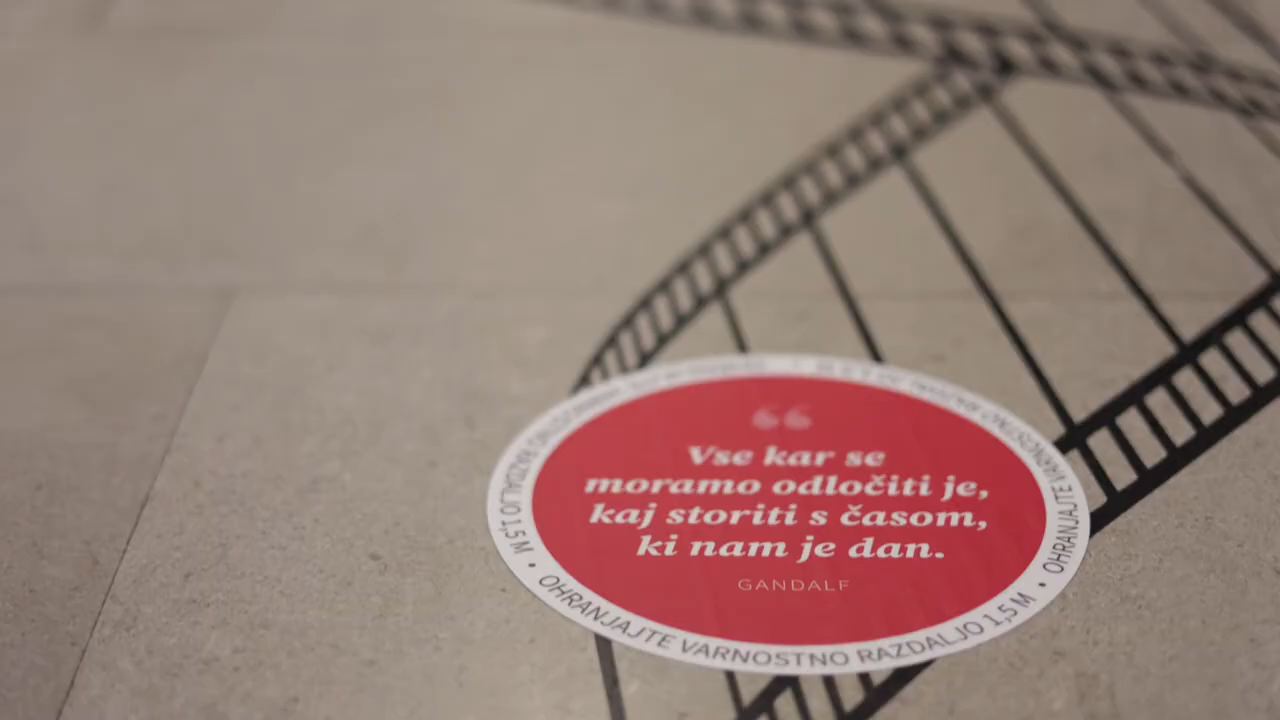 “
Vse kar se
moramo odločiti je,
kaj storiti s časom,
ki nam je dan.
GANDALF
OHRANJAJTE VARNOSTNO RAZDALJO 1,5 M •